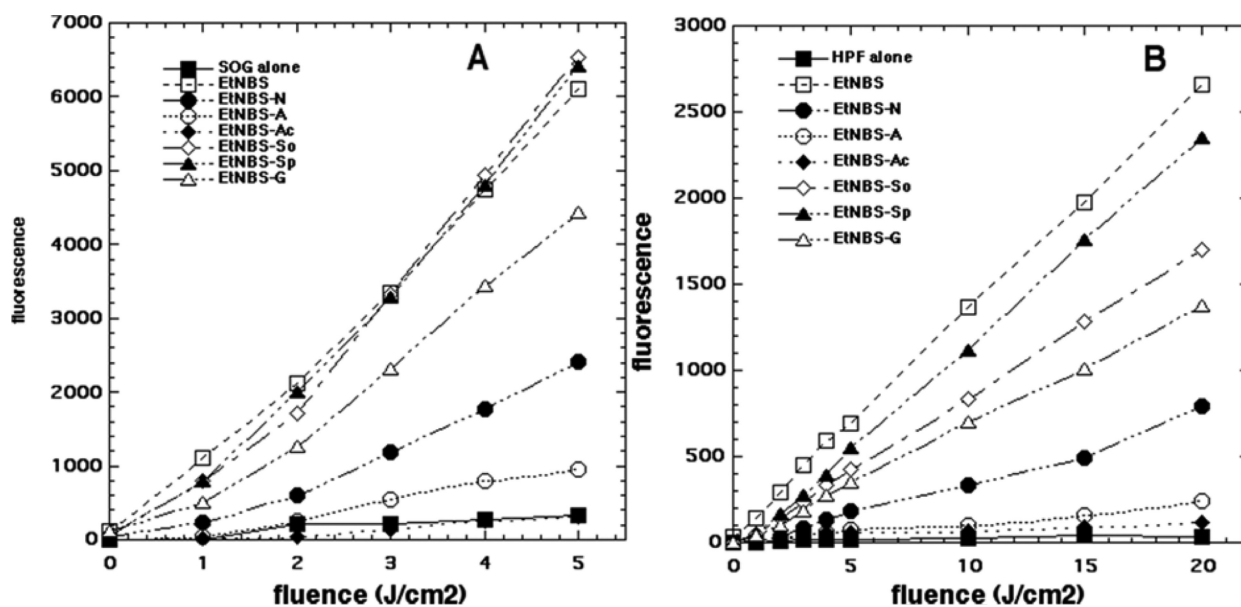 A
SOG alone
EtNBS
EtNBS-N
EtNBS-A
EtNBS-Ac
EtNBS-So
EtNBS-Sp
EtNBS-G
7000
6000
5000
4000
3000
2000
1000
0
fluorescence
0 1 2 3 4 5
fluence (J/cm2)
B
HPF alone
EtNBS
EtNBS-N
EtNBS-A
EtNBS-Ac
EtNBS-So
EtNBS-Sp
EtNBS-G
3000
2500
2000
1500
1000
500
0
fluorescence
0 5 10 15 20
fluence (J/cm2)